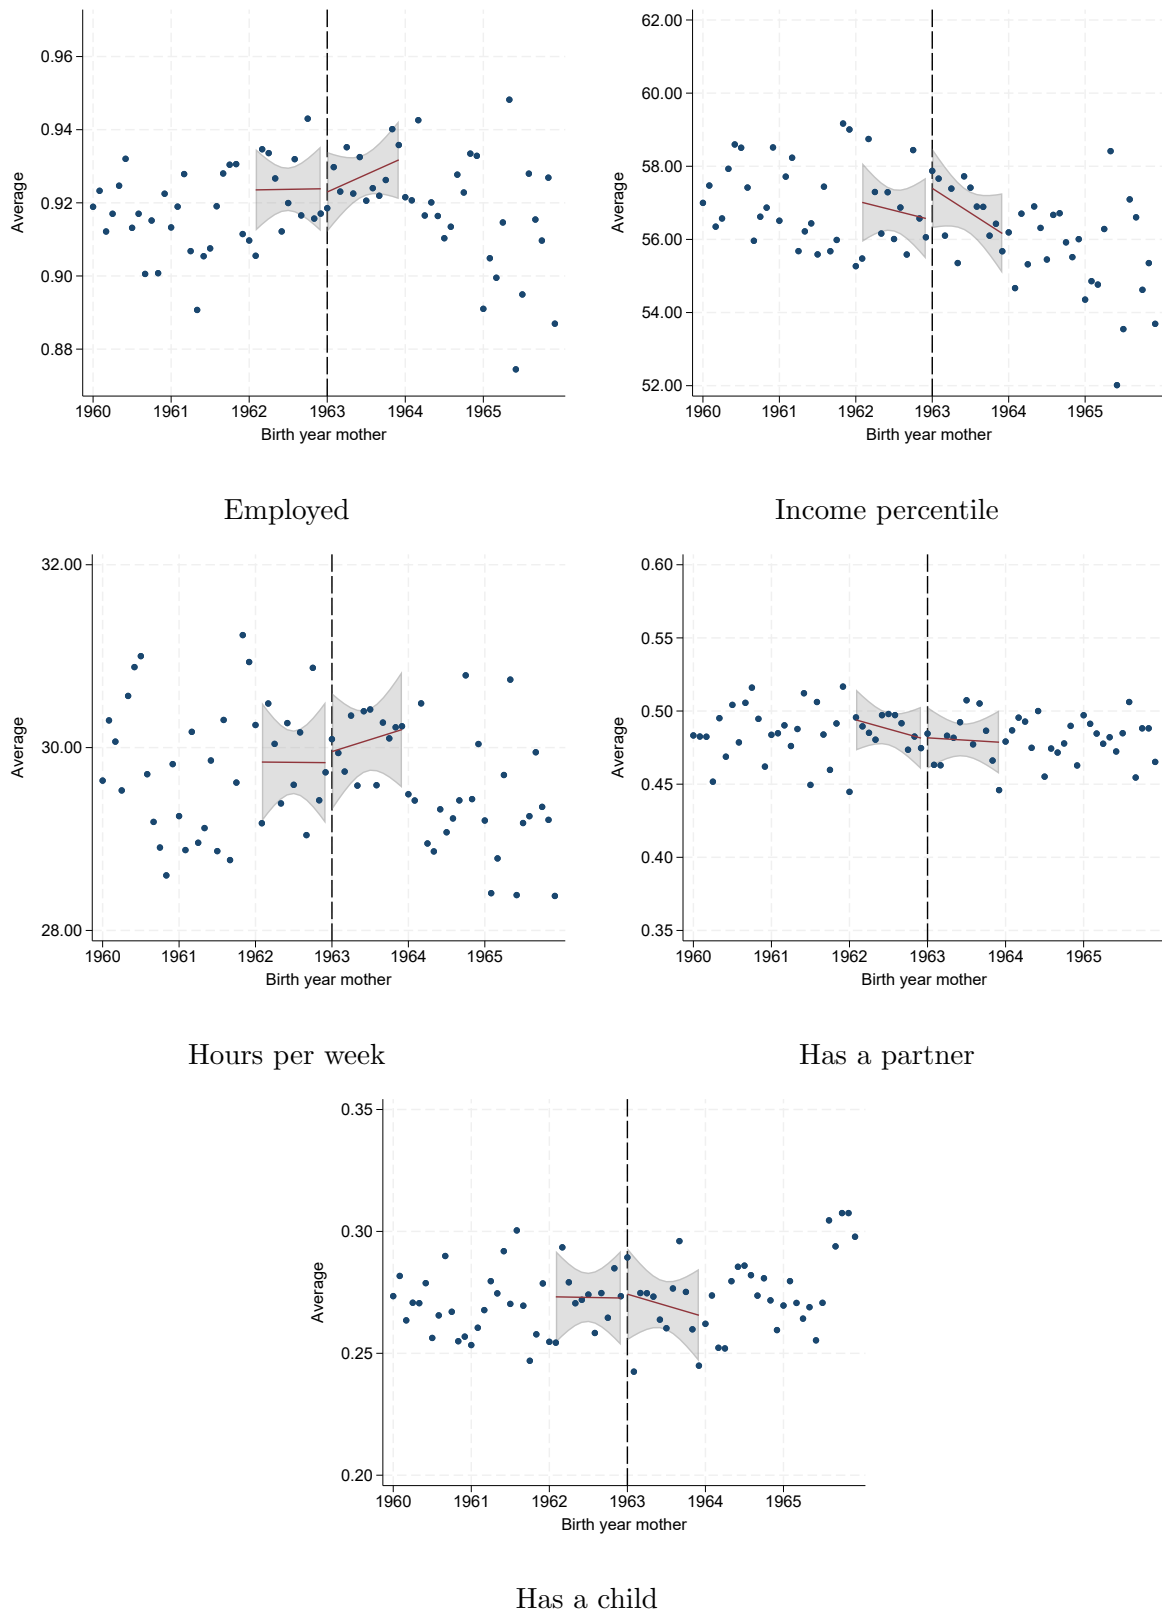 0.96
0.94
0.92
0.90
0.88
Average
1960 1961 1962 1963 1964 1965
Birth year mother
Employed
62.00
60.00
58.00
56.00
54.00
52.00
Average
1960 1961 1962 1963 1964 1965
Birth year mother
Income percentile
32.00
30.00
28.00
Average
1960 1961 1962 1963 1964 1965
Birth year mother
Hours per week
0.60
0.55
0.50
0.45
0.40
0.35
Average
1960 1961 1962 1963 1964 1965
Birth year mother
Has a partner
0.35
0.30
0.25
0.20
Average
1960 1961 1962 1963 1964 1965
Birth year mother
Has a child